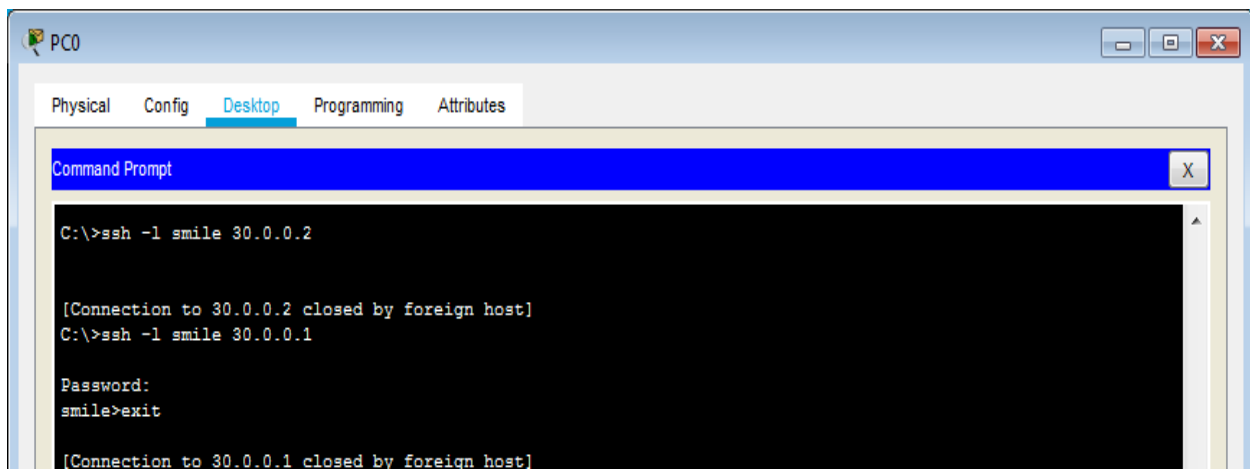 PC0
Physical Config Desktop Programming Attributes
Command Prompt
X
C:\>ssh -l smile 30.0.0.2
[Connection to 30.0.0.2 closed by foreign host]
C:\>ssh -l smile 30.0.0.1
Password:
smile>exit
[Connection to 30.0.0.1 closed by foreign host]